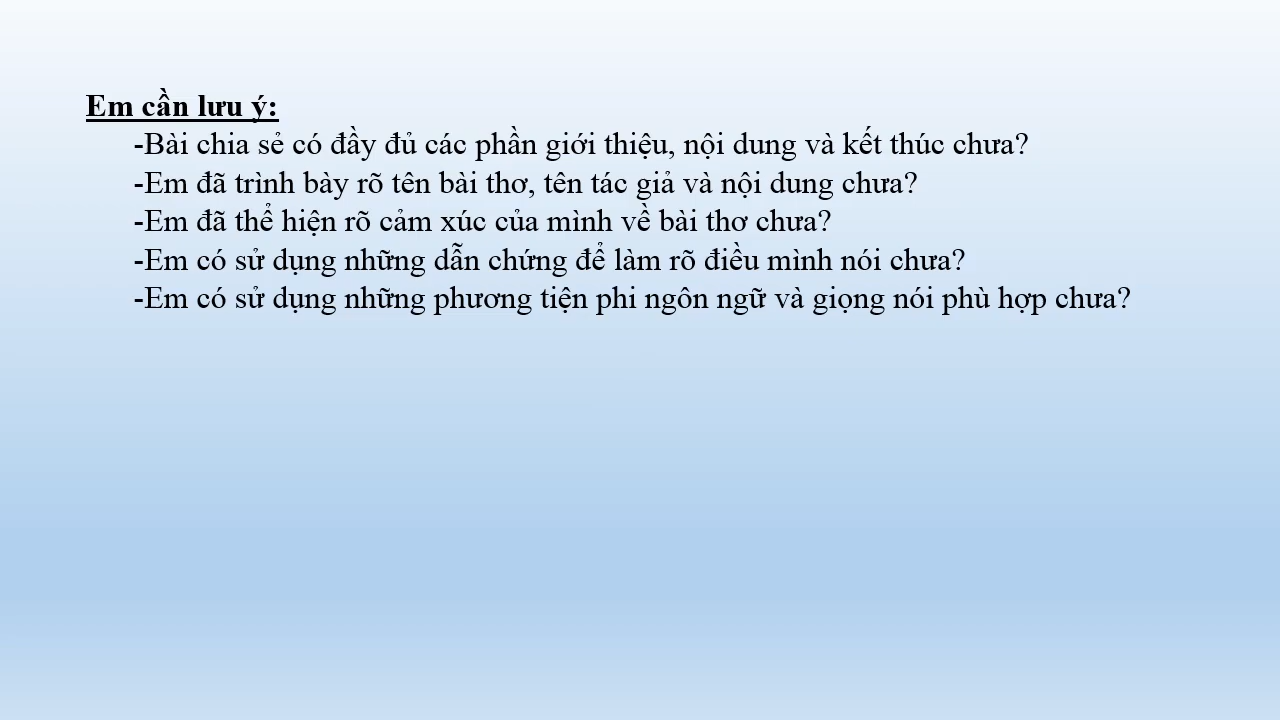 Em cần lưu ý:
-Bài chia sẻ có đầy đủ các phần giới thiệu, nội dung và kết thúc chưa?
-Em đã trình bày rõ tên bài thơ, tên tác giả và nội dung chưa?
-Em đã thể hiện rõ cảm xúc của mình về bài thơ chưa?
-Em có sử dụng những dẫn chứng để làm rõ điều mình nói chưa?
-Em có sử dụng những phương tiện phi ngôn ngữ và giọng nói phù hợp chưa?